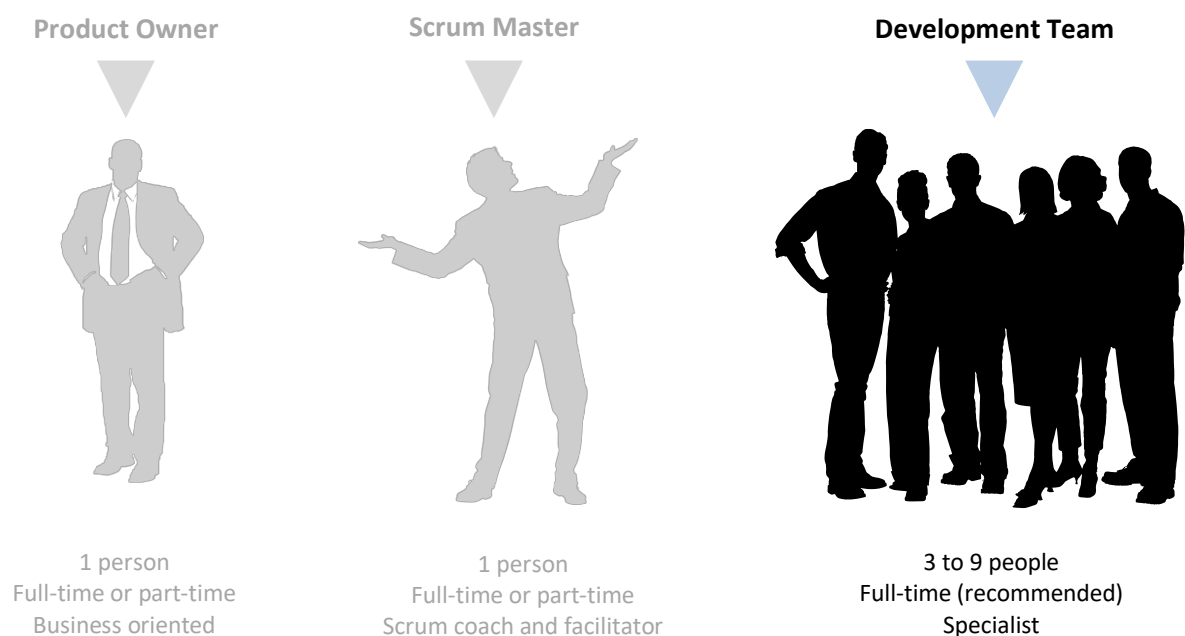 Product Owner
1 person
Full-time or part-time
Business oriented
Scrum Master
1 person
Full-time or part-time
Scrum coach and facilitator
Development Team
3 to 9 people
Full-time (recommended)
Specialist